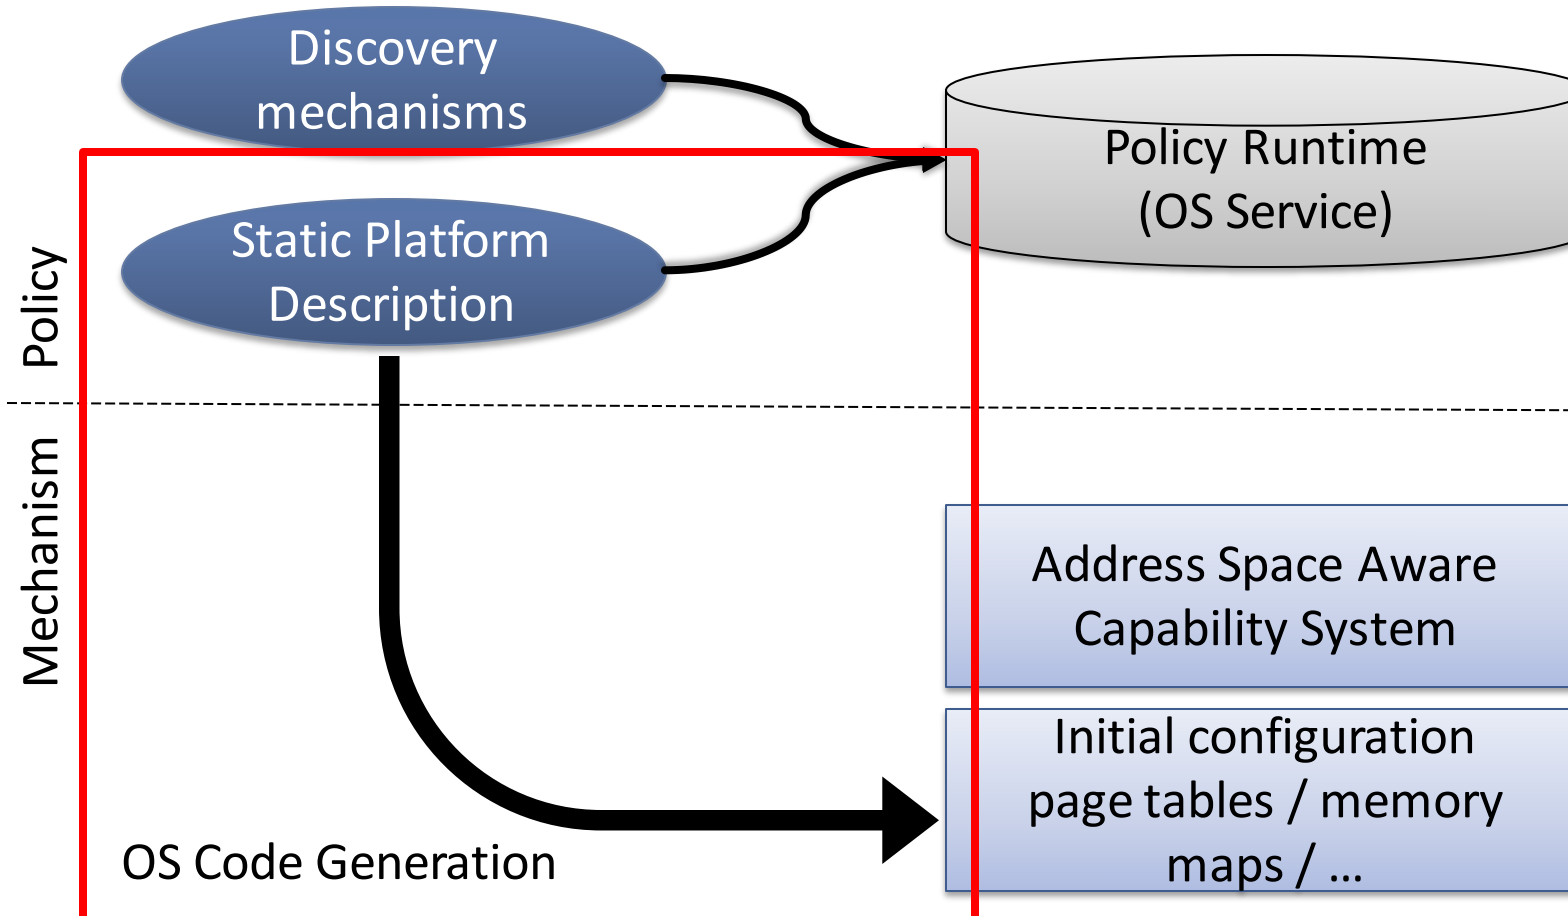 Discovery
mechanisms
Policy Runtime
(OS Service)
Static Platform
Description
Policy
Mechanism
Address Space Aware
Capability System
Initial configuration
page tables / memory
maps / ...
OS Code Generation